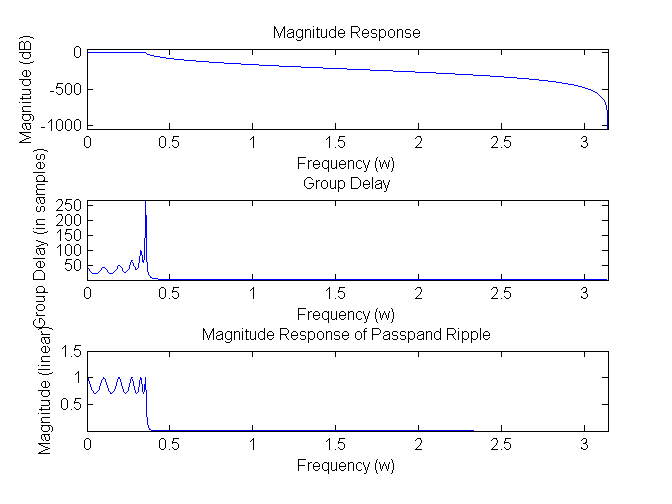 Magnitude Response
Magnitude (dB)
0
-500
-1000
0 0.5 1 1.5 2 2.5 3
Frequency (w)
Group Delay
Group Delay (in samples)
250
200
150
100
50
0 0.5 1 1.5 2 2.5 3
Frequency (w)
Magnitude Response of Passpand Ripple
Magnitude (linear)
1.5
1
0.5
0 0.5 1 1.5 2 2.5 3
Frequency (w)